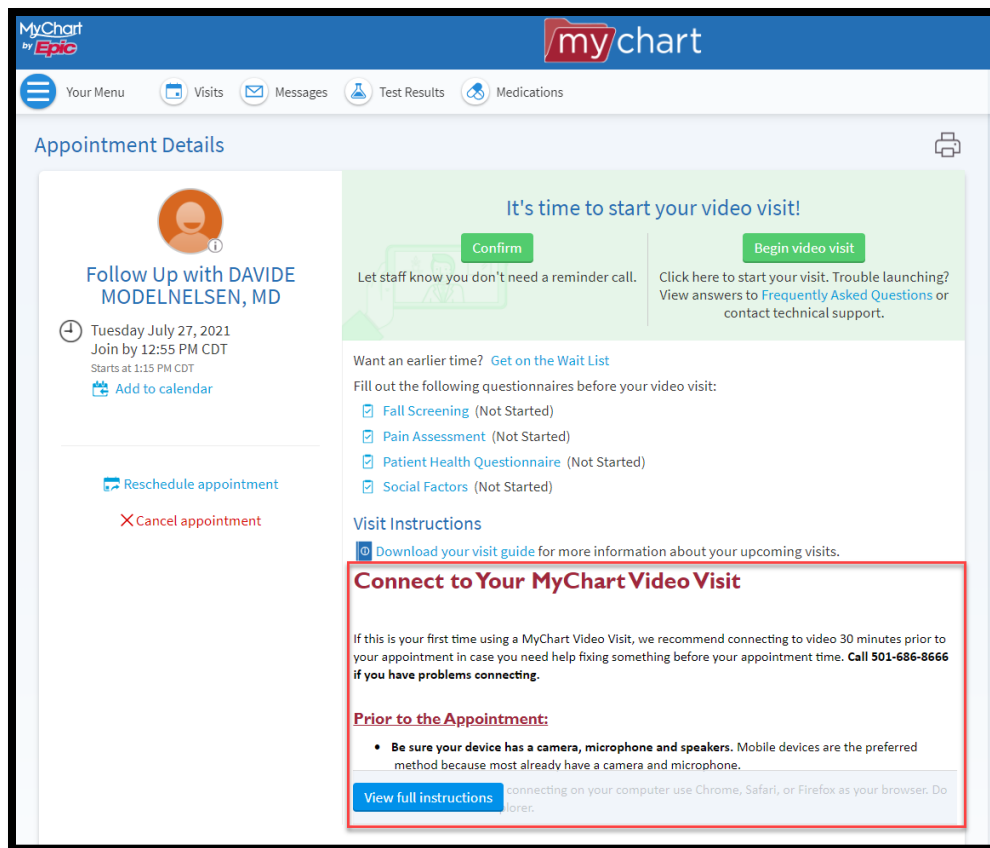 MyChart
by Epic
mychart
Your Menu
Visits
Messages
Test Results
Medications
Appointment Details
Follow Up with DAVIDE
MODELNELSEN, MD
Tuesday July 27, 2021
Join by 12:55 PM CDT
Starts at 1:15 PM CDT
Add to calendar
Reschedule appointment
Cancel appointment
It's time to start your video visit!
Confirm
Let staff know you don't need a reminder call.
Begin video visit
Click here to start your visit. Trouble launching?
View answers to Frequently Asked Questions or
contact technical support.
Want an earlier time? Get on the Wait List
Fill out the following questionnaires before your video visit:
Fall Screening (Not Started)
Pain Assessment (Not Started)
Patient Health Questionnaire (Not Started)
Social Factors (Not Started)
Visit Instructions
Download your visit guide for more information about your upcoming visits.
Connect to Your MyChart Video Visit
If this is your first time using a MyChart Video Visit, we recommend connecting to video 30 minutes prior to
your appointment in case you need help fixing something before your appointment time. Call 501-686-8666
if you have problems connecting.
Prior to the Appointment:
• Be sure your device has a camera, microphone and speakers. Mobile devices are the preferred
method because most already have a camera and microphone.
connecting on your computer use Chrome, Safari, or Firefox as your browser. Do
View full instructions